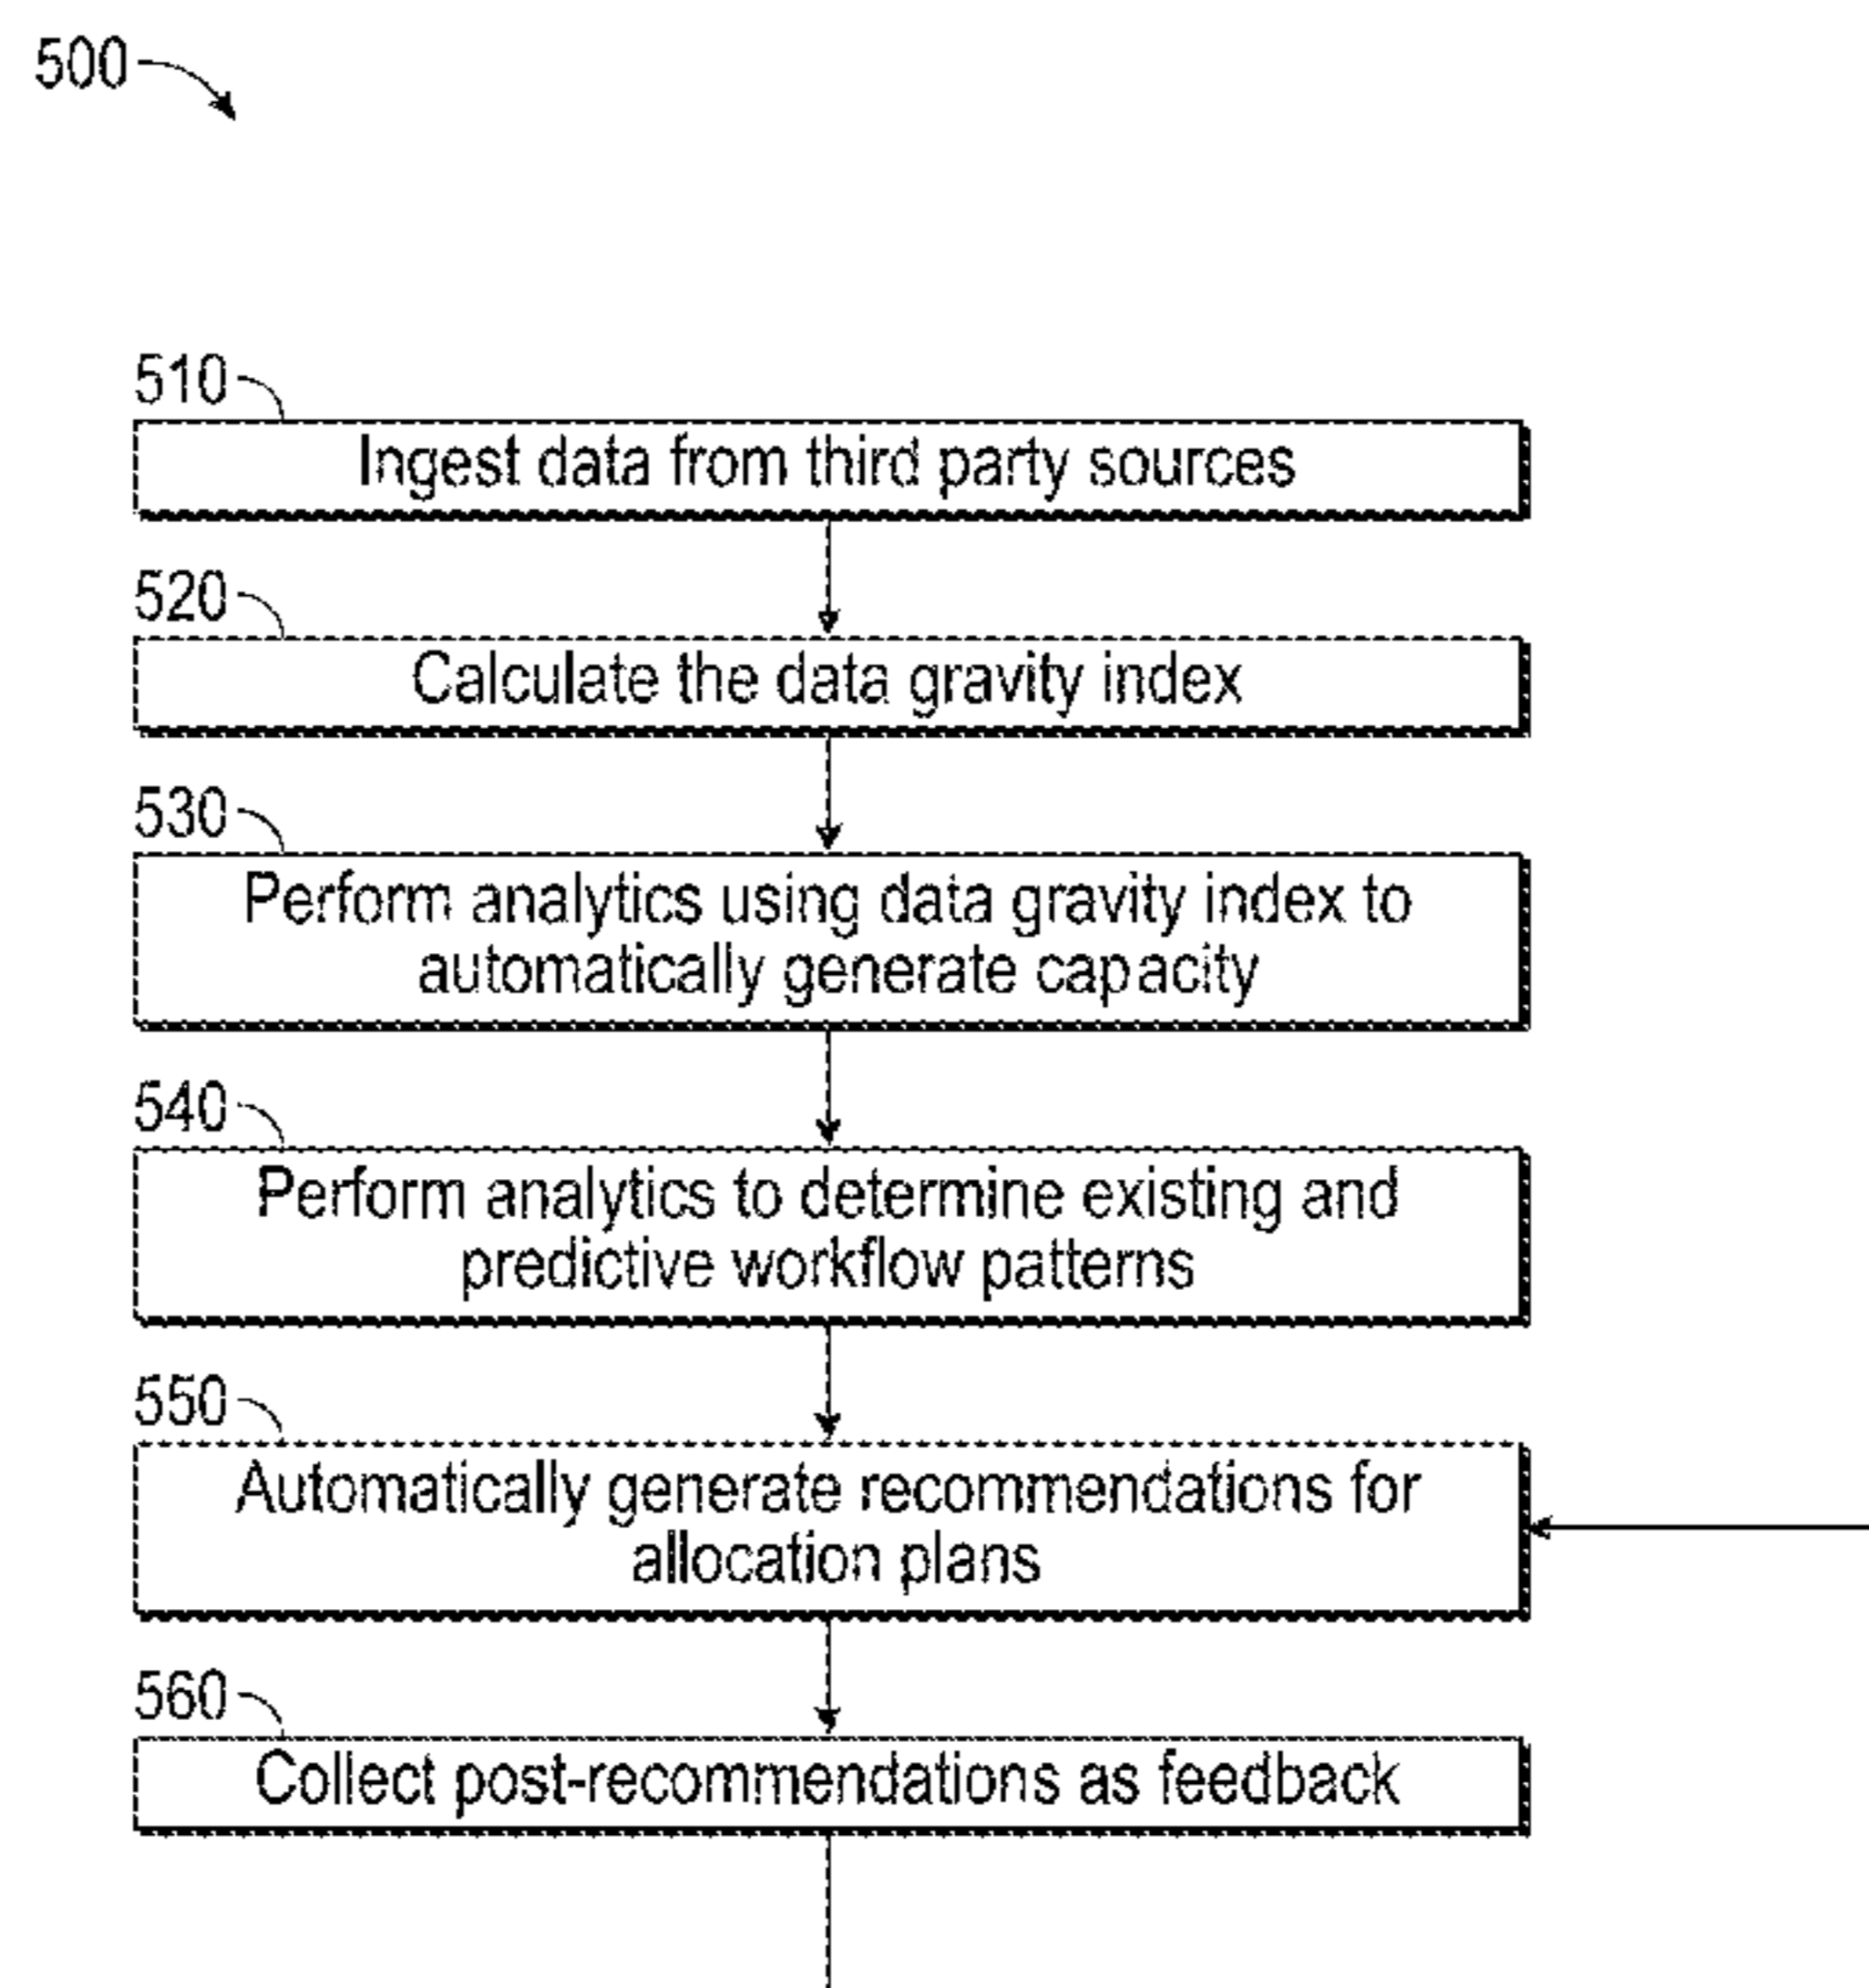 500
510
Ingest data from third party sources
520
Calculate the data gravity index
530
Perform analytics using data gravity index to
automatically generate capacity
540
Perform analytics to determine existing and
predictive workflow patterns
550
Automatically generate recommendations for
allocation plans
560
Collect post-recommendations as feedback